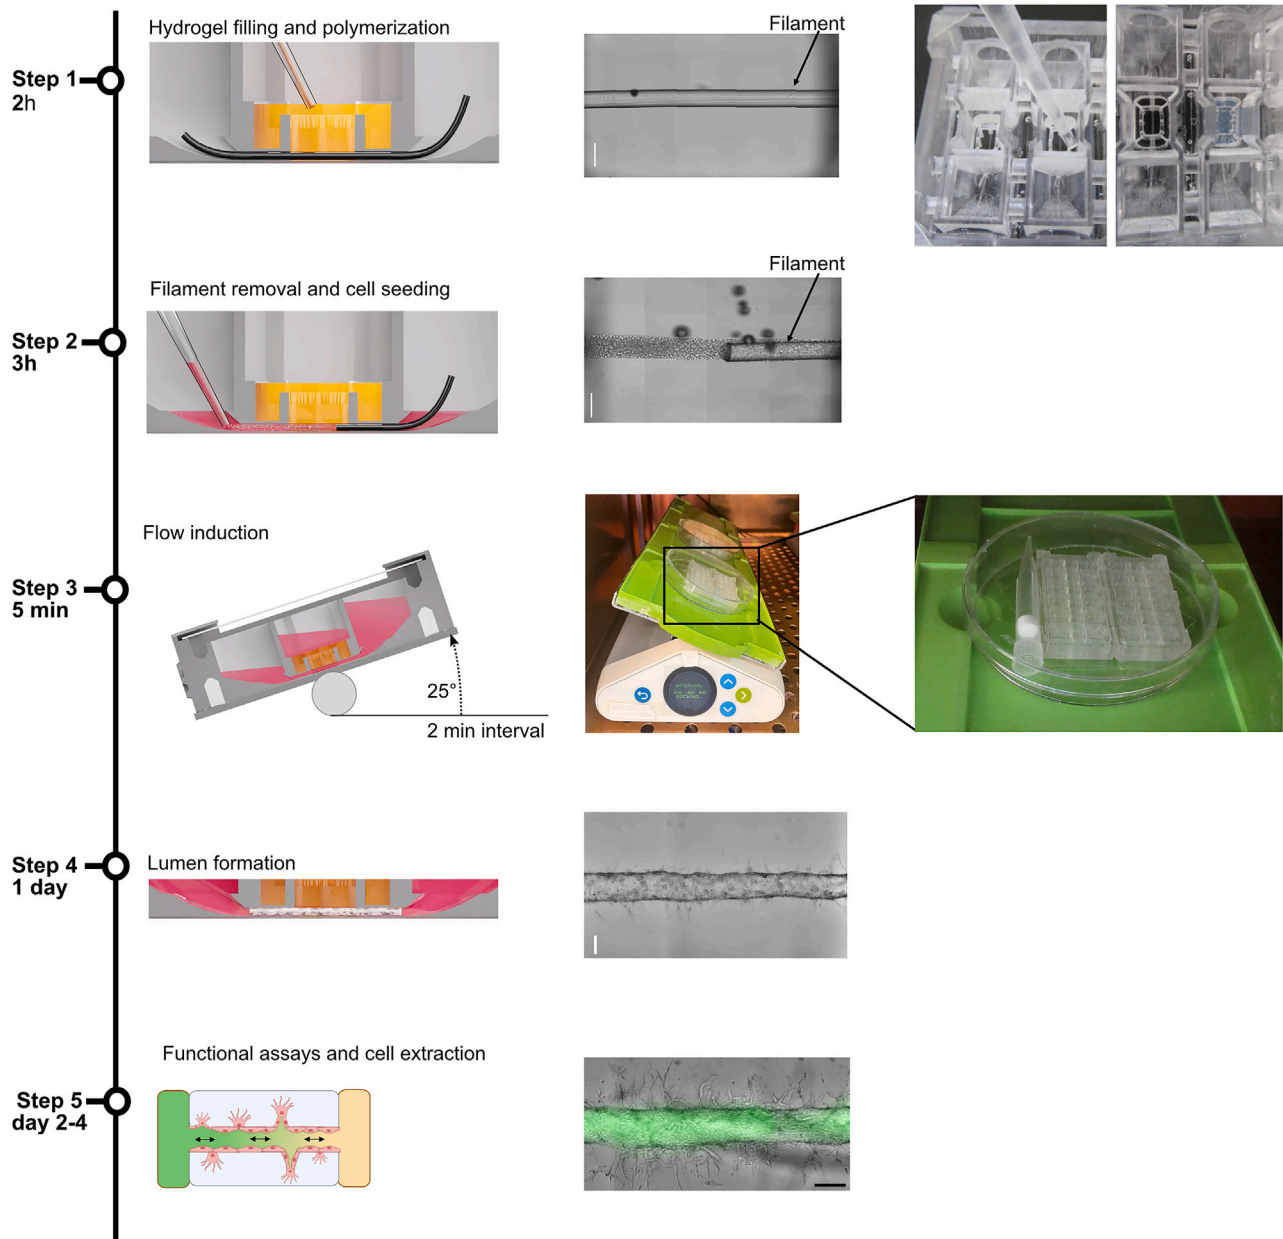 Hydrogel filling and polymerization
Filament
Step 1
2h
Filament removal and cell seeding
Filament
Step 2
3h
Flow induction
Step 3
5 min
25°
2 min interval
INTERVAL
Step 4
1 day
Lumen formation
Functional assays and cell extraction
Step 5
day 2-4